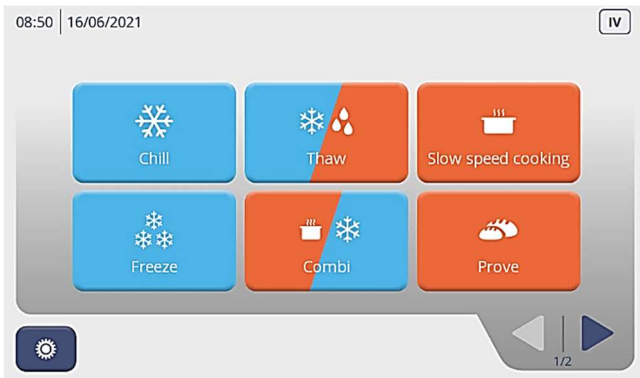 08:50 16/06/2021
IV
Chill
Thaw
Slow speed cooking
Freeze
Combi
Prove
1/2